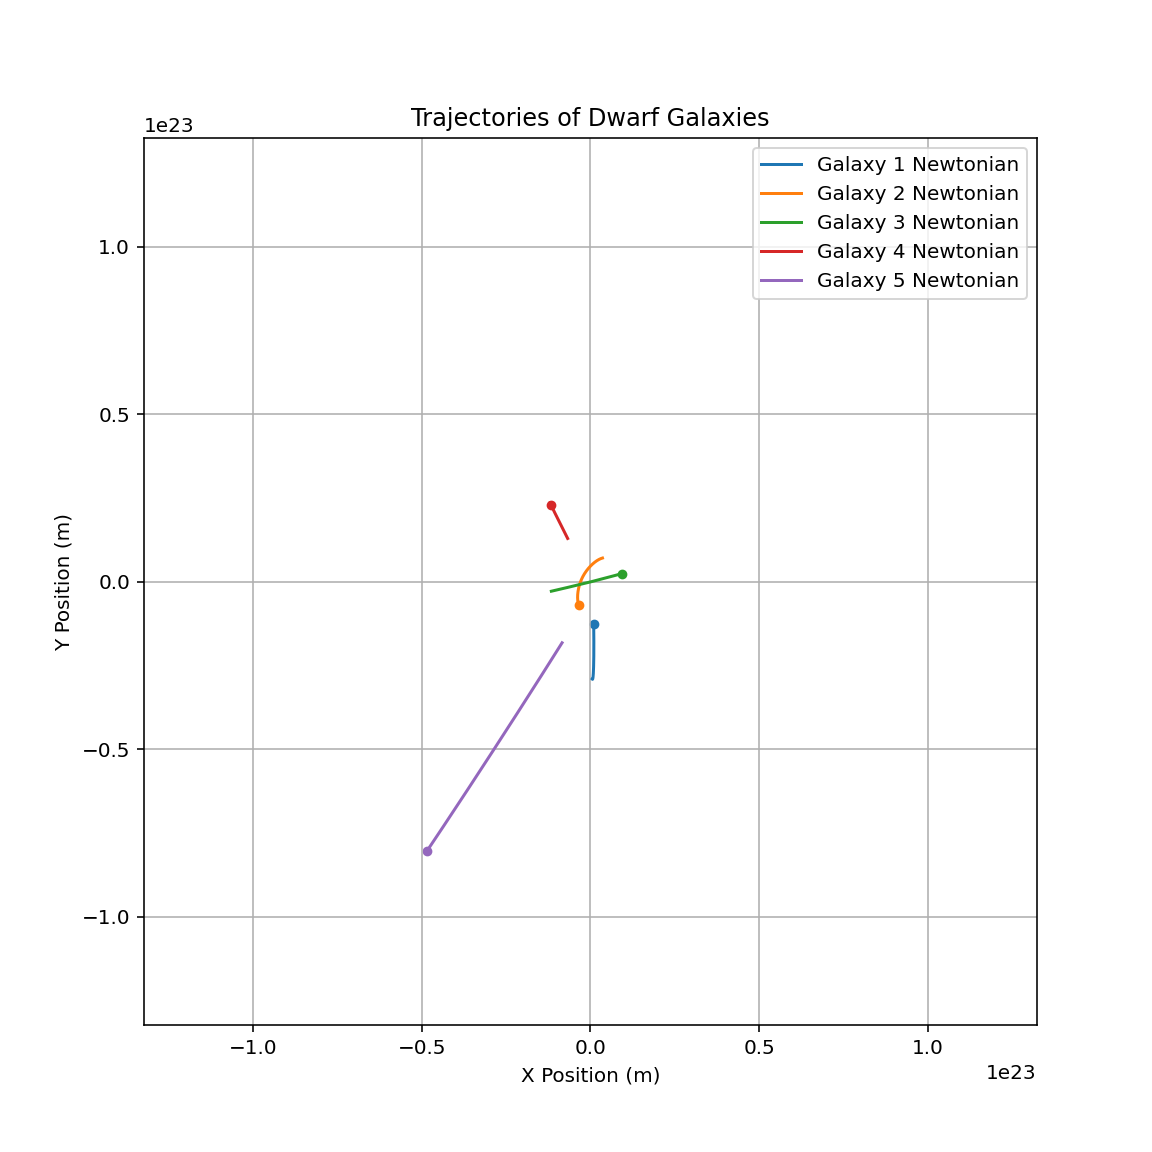 Trajectories of Dwarf Galaxies
1e23
Galaxy 1 Newtonian
Galaxy 2 Newtonian
Galaxy 3 Newtonian
Galaxy 4 Newtonian
Galaxy 5 Newtonian
1.0
0.5
0.0
−0.5
−1.0
Y Position (m)
−1.0 −0.5 0.0 0.5 1.0
X Position (m)
1e23